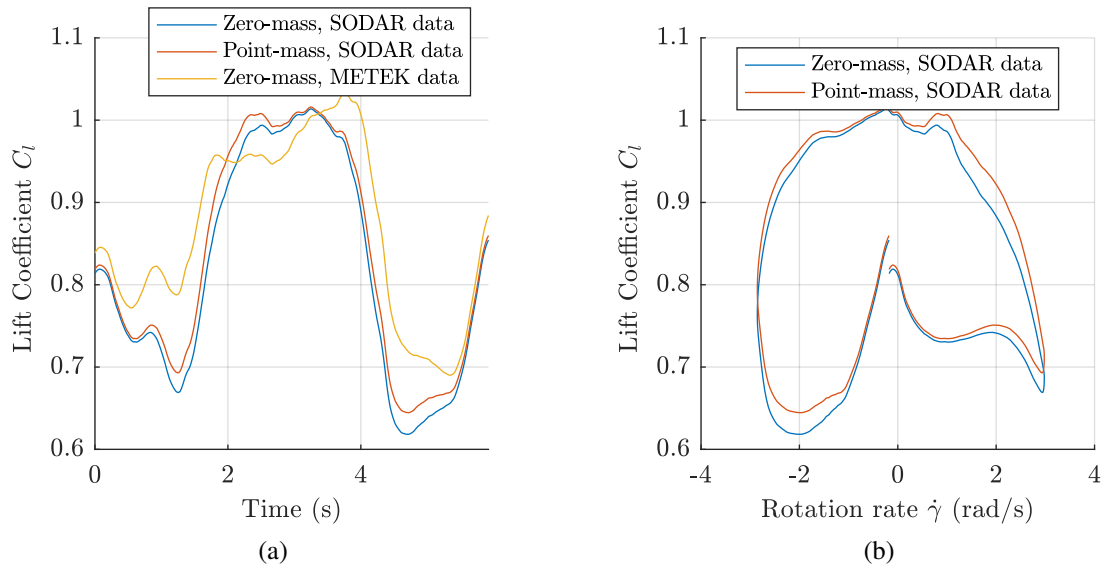 Zero-mass, SODAR data
Point-mass, SODAR data
Zero-mass, METEK data
1.1
1
0.9
0.8
0.7
0.6
Lift Coefficient C_l
0 2 4
Time (s)
(a)
Zero-mass, SODAR data
Point-mass, SODAR data
1.1
1
0.9
0.8
0.7
0.6
Lift Coefficient C_l
-4 -2 0 2 4
Rotation rate γ̇ (rad/s)
(b)